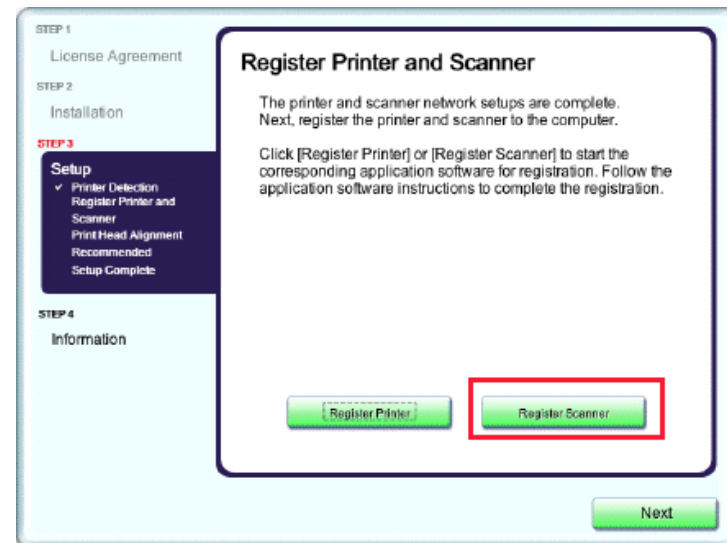 STEP 1
License Agreement
STEP 2
Installation
STEP 3
Setup
✓ Printer Detection
Register Printer and
Scanner
Print Head Alignment
Recommended
Setup Complete
STEP 4
Information
Register Printer and Scanner
The printer and scanner network setups are complete.
Next, register the printer and scanner to the computer.
Click [Register Printer] or [Register Scanner] to start the
corresponding application software for registration. Follow the
application software instructions to complete the registration.
Register Printer
Register Scanner
Next